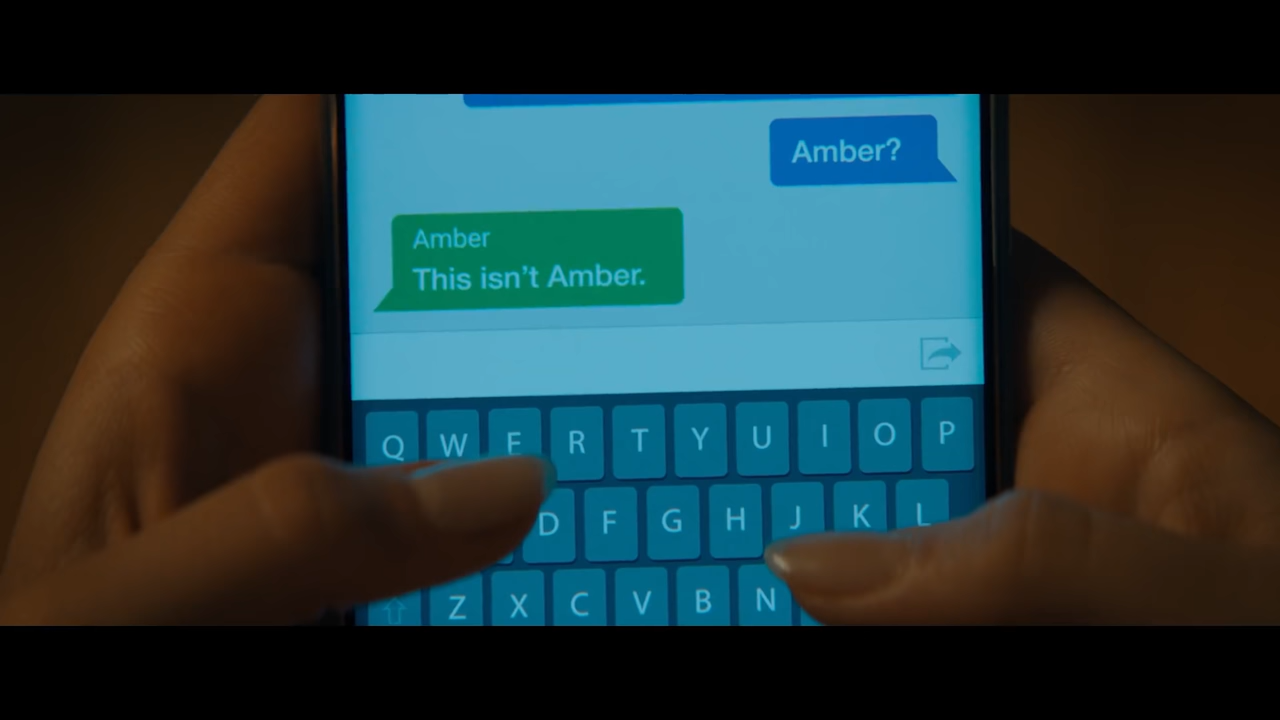 Amber?
Amber
This isn't Amber.
Q W E R T Y U I O P
D F G H J K L
Z X C V B N